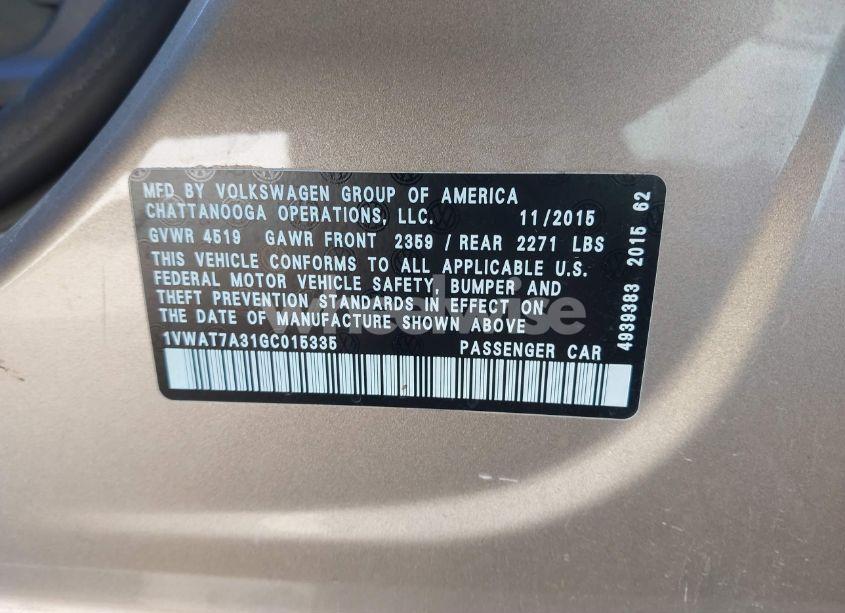 MFD BY VOLKSWAGEN GROUP OF AMERICA
CHATTANOOGA OPERATIONS, LLC. 11/2015
GVWR 4519 GAWR FRONT 2359 / REAR 2271 LBS
THIS VEHICLE CONFORMS TO ALL APPLICABLE U.S.
FEDERAL MOTOR VEHICLE SAFETY, BUMPER AND
THEFT PREVENTION STANDARDS IN EFFECT ON
THE DATE OF MANUFACTURE SHOWN ABOVE
1VWAT7A31GC015335 PASSENGER CAR
4939383 2015 62
wheelwise